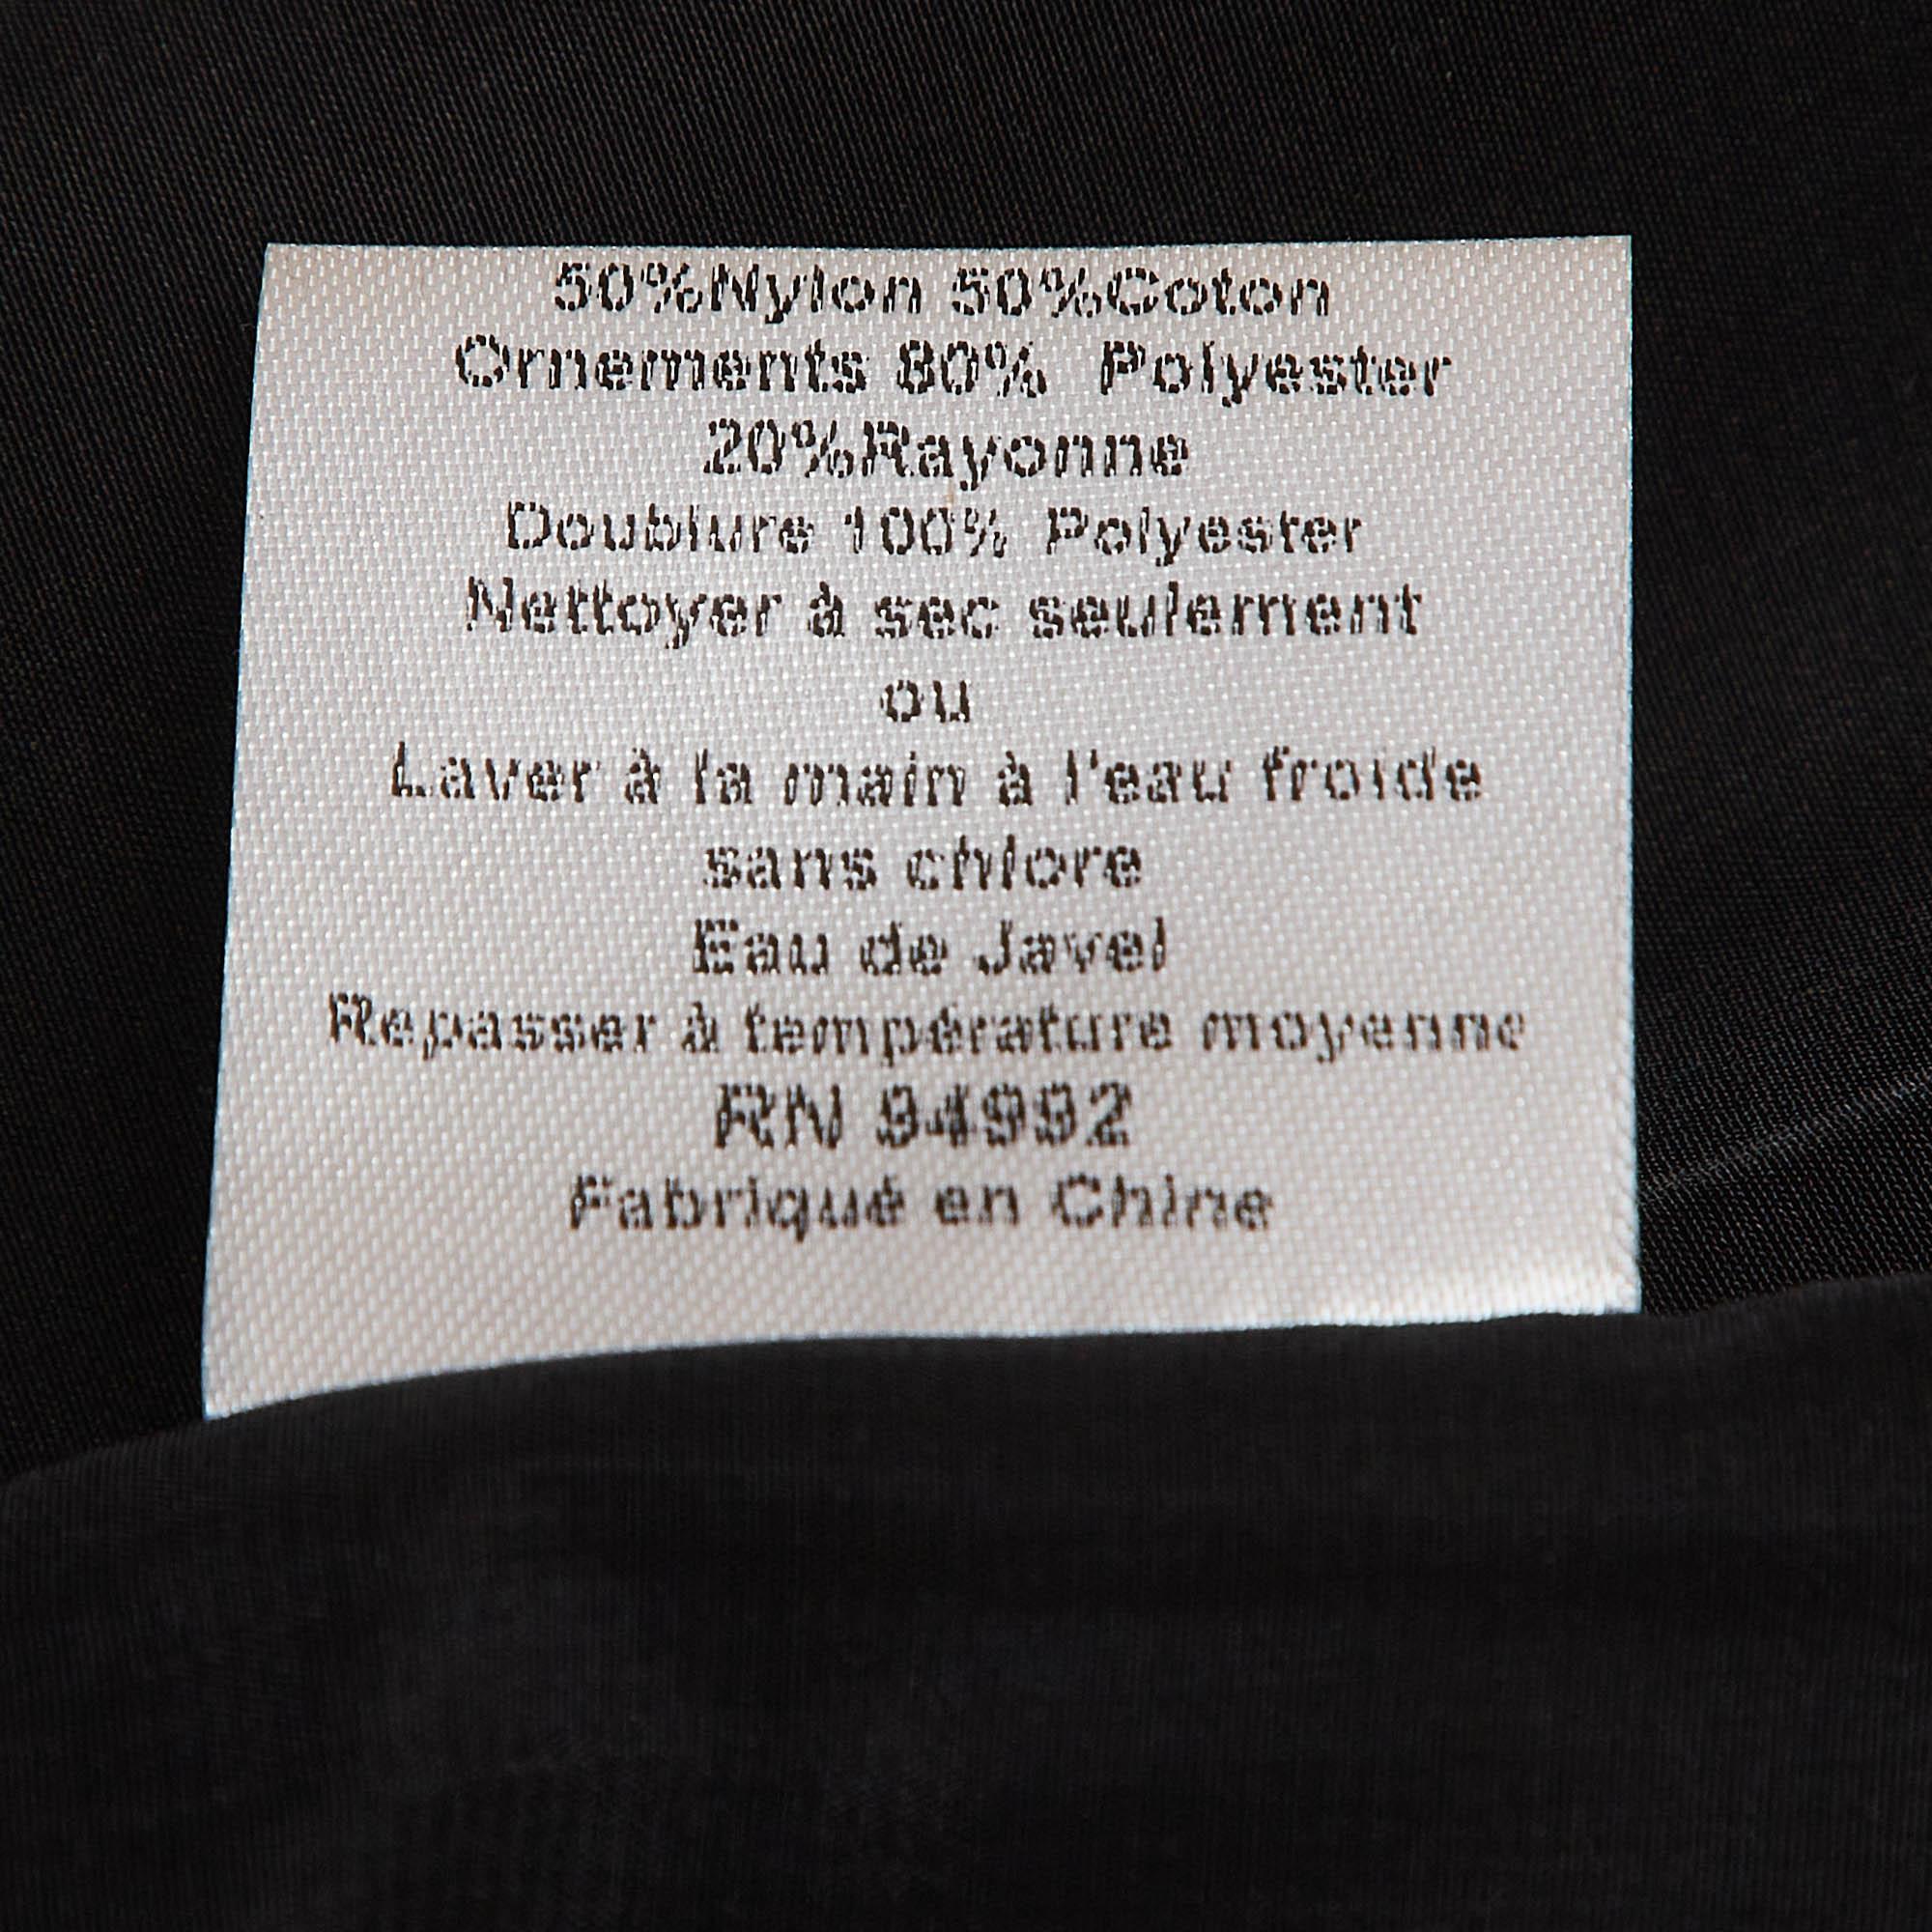 50%Nylon 50%Coton
Ornements 80% Polyester
20%Rayonne
Doublure 100% Polyester
Nettoyer à sec seulement
ou
Laver à la main à l'eau froide
sans chlore
Eau de Javel
Repasser à température moyenne
RN 94992
Fabriqué en Chine